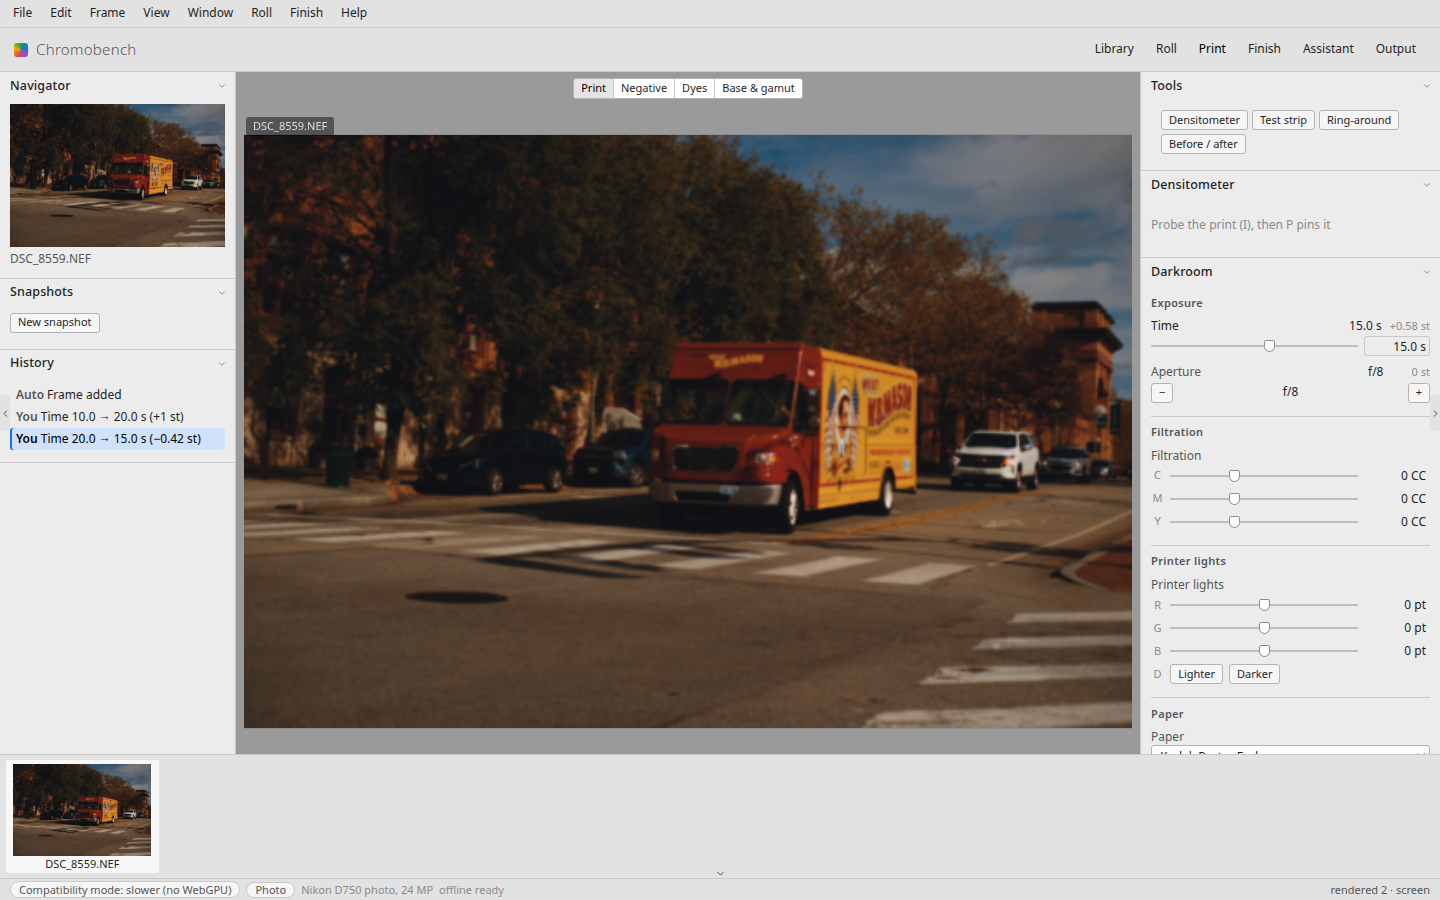 File Edit Frame View Window Roll Finish Help
Chromobench
Library Roll Print Finish Assistant Output
Navigator
DSC_8559.NEF
Snapshots
New snapshot
History
Auto Frame added
You Time 10.0 → 20.0 s (+1 st)
You Time 20.0 → 15.0 s (−0.42 st)
Print Negative Dyes Base & gamut
DSC_8559.NEF
Tools
Densitometer Test strip Ring-around
Before / after
Densitometer
Probe the print (I), then P pins it
Darkroom
Exposure
Time 15.0 s +0.58 st
15.0 s
Aperture f/8 0 st
− f/8 +
Filtration
Filtration
C 0 CC
M 0 CC
Y 0 CC
Printer lights
Printer lights
R 0 pt
G 0 pt
B 0 pt
D Lighter Darker
Paper
Paper
DSC_8559.NEF
Compatibility mode: slower (no WebGPU) Photo Nikon D750 photo, 24 MP offline ready
rendered 2 · screen